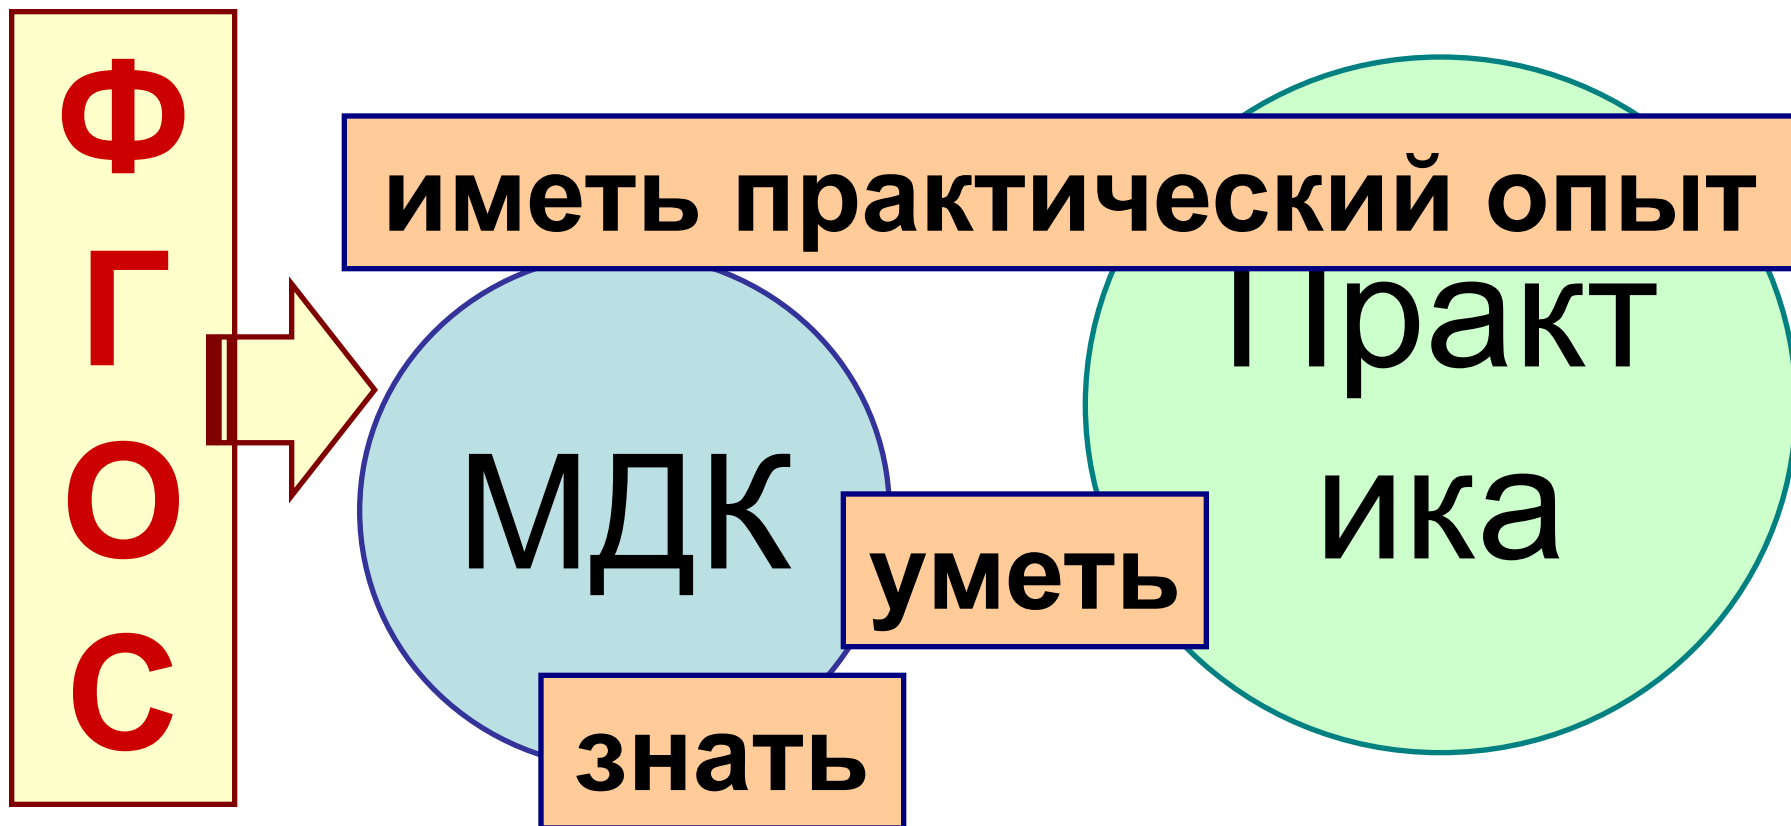 Ф
Г
О
С
иметь практический опыт
Практ
ика
МДК
уметь
знать